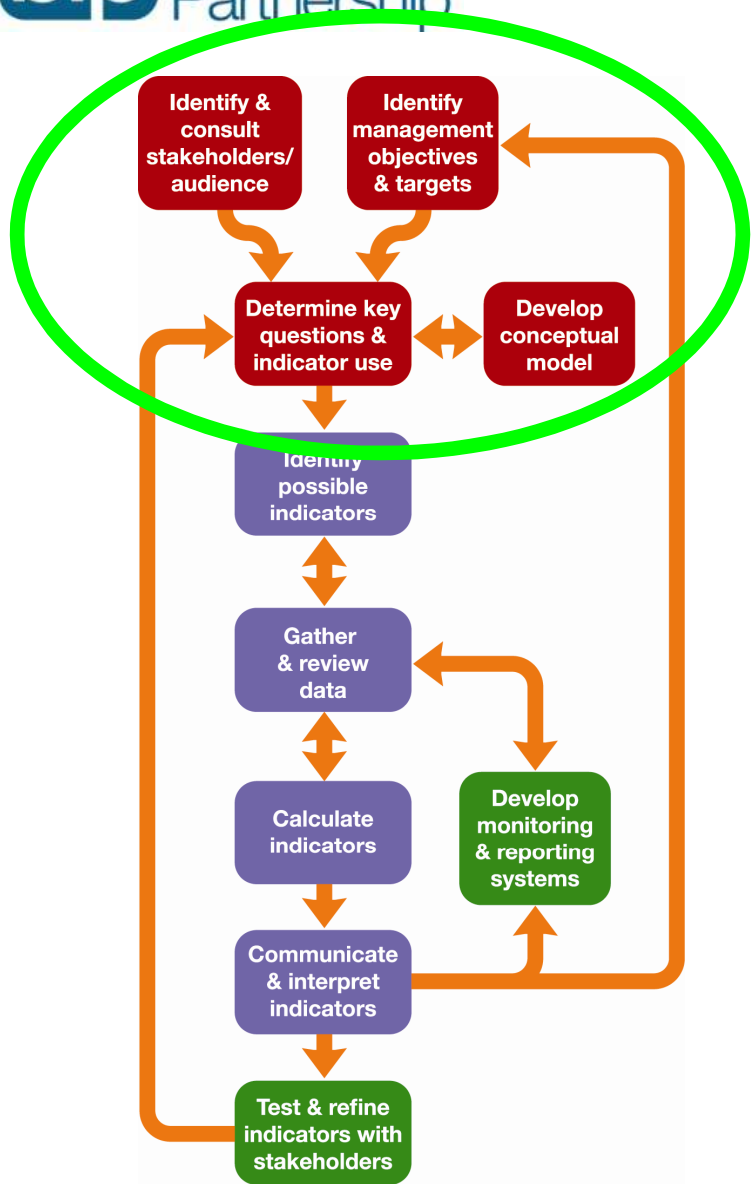 Partnership
Identify &
consult
stakeholders/
audience
Identify
management
objectives
& targets
Determine key
questions &
indicator use
Develop
conceptual
model
Identify
possible
indicators
Gather
& review
data
Calculate
indicators
Develop
monitoring
& reporting
systems
Communicate
& interpret
indicators
Test & refine
indicators with
stakeholders